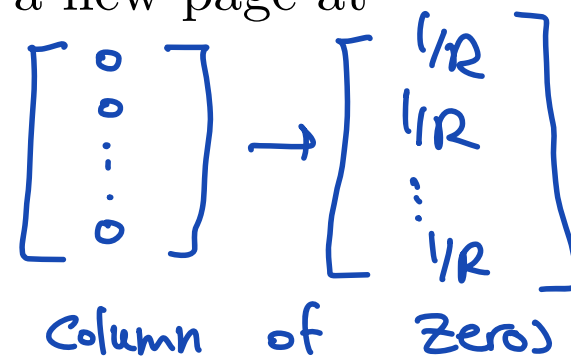 a new page at
[ 0 0 ⋮ 0 ] → [ 1/R 1/R ⋮ 1/R ]
Column of Zeros